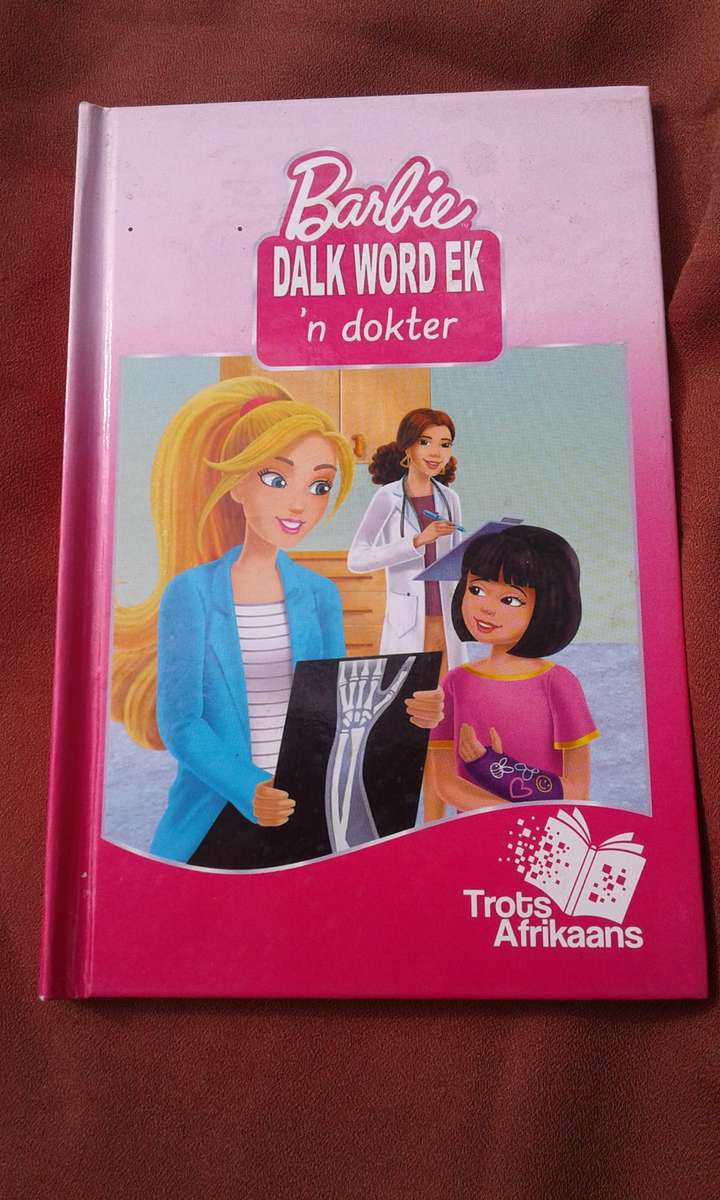 Barbie
DALK WORD EK
'n dokter
Trots
Afrikaans